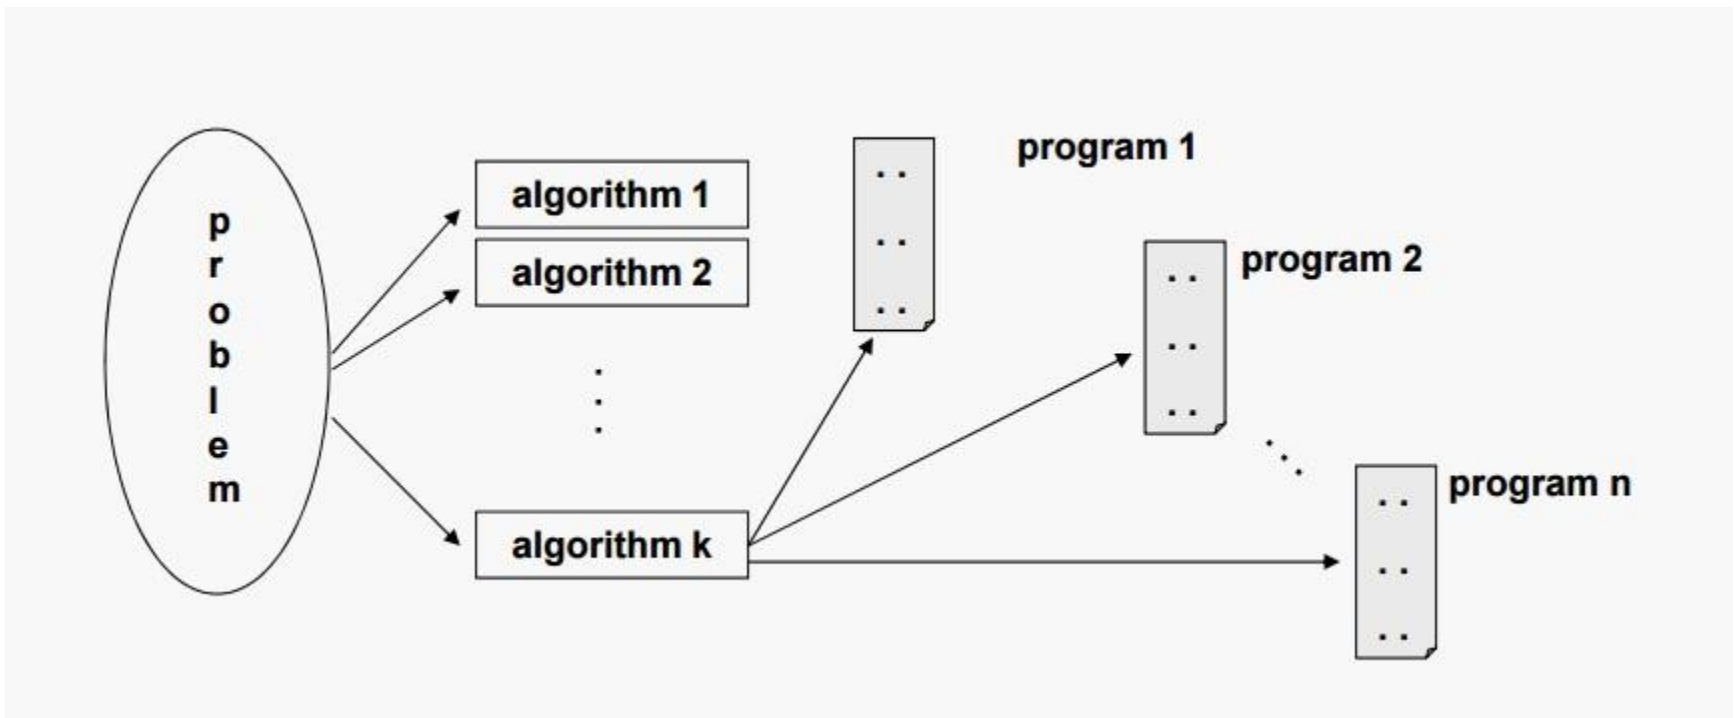 problem
algorithm 1
algorithm 2
.
.
.
algorithm k
. .
. .
. .
program 1
. .
. .
. .
program 2
. . .
. .
. .
. .
program n